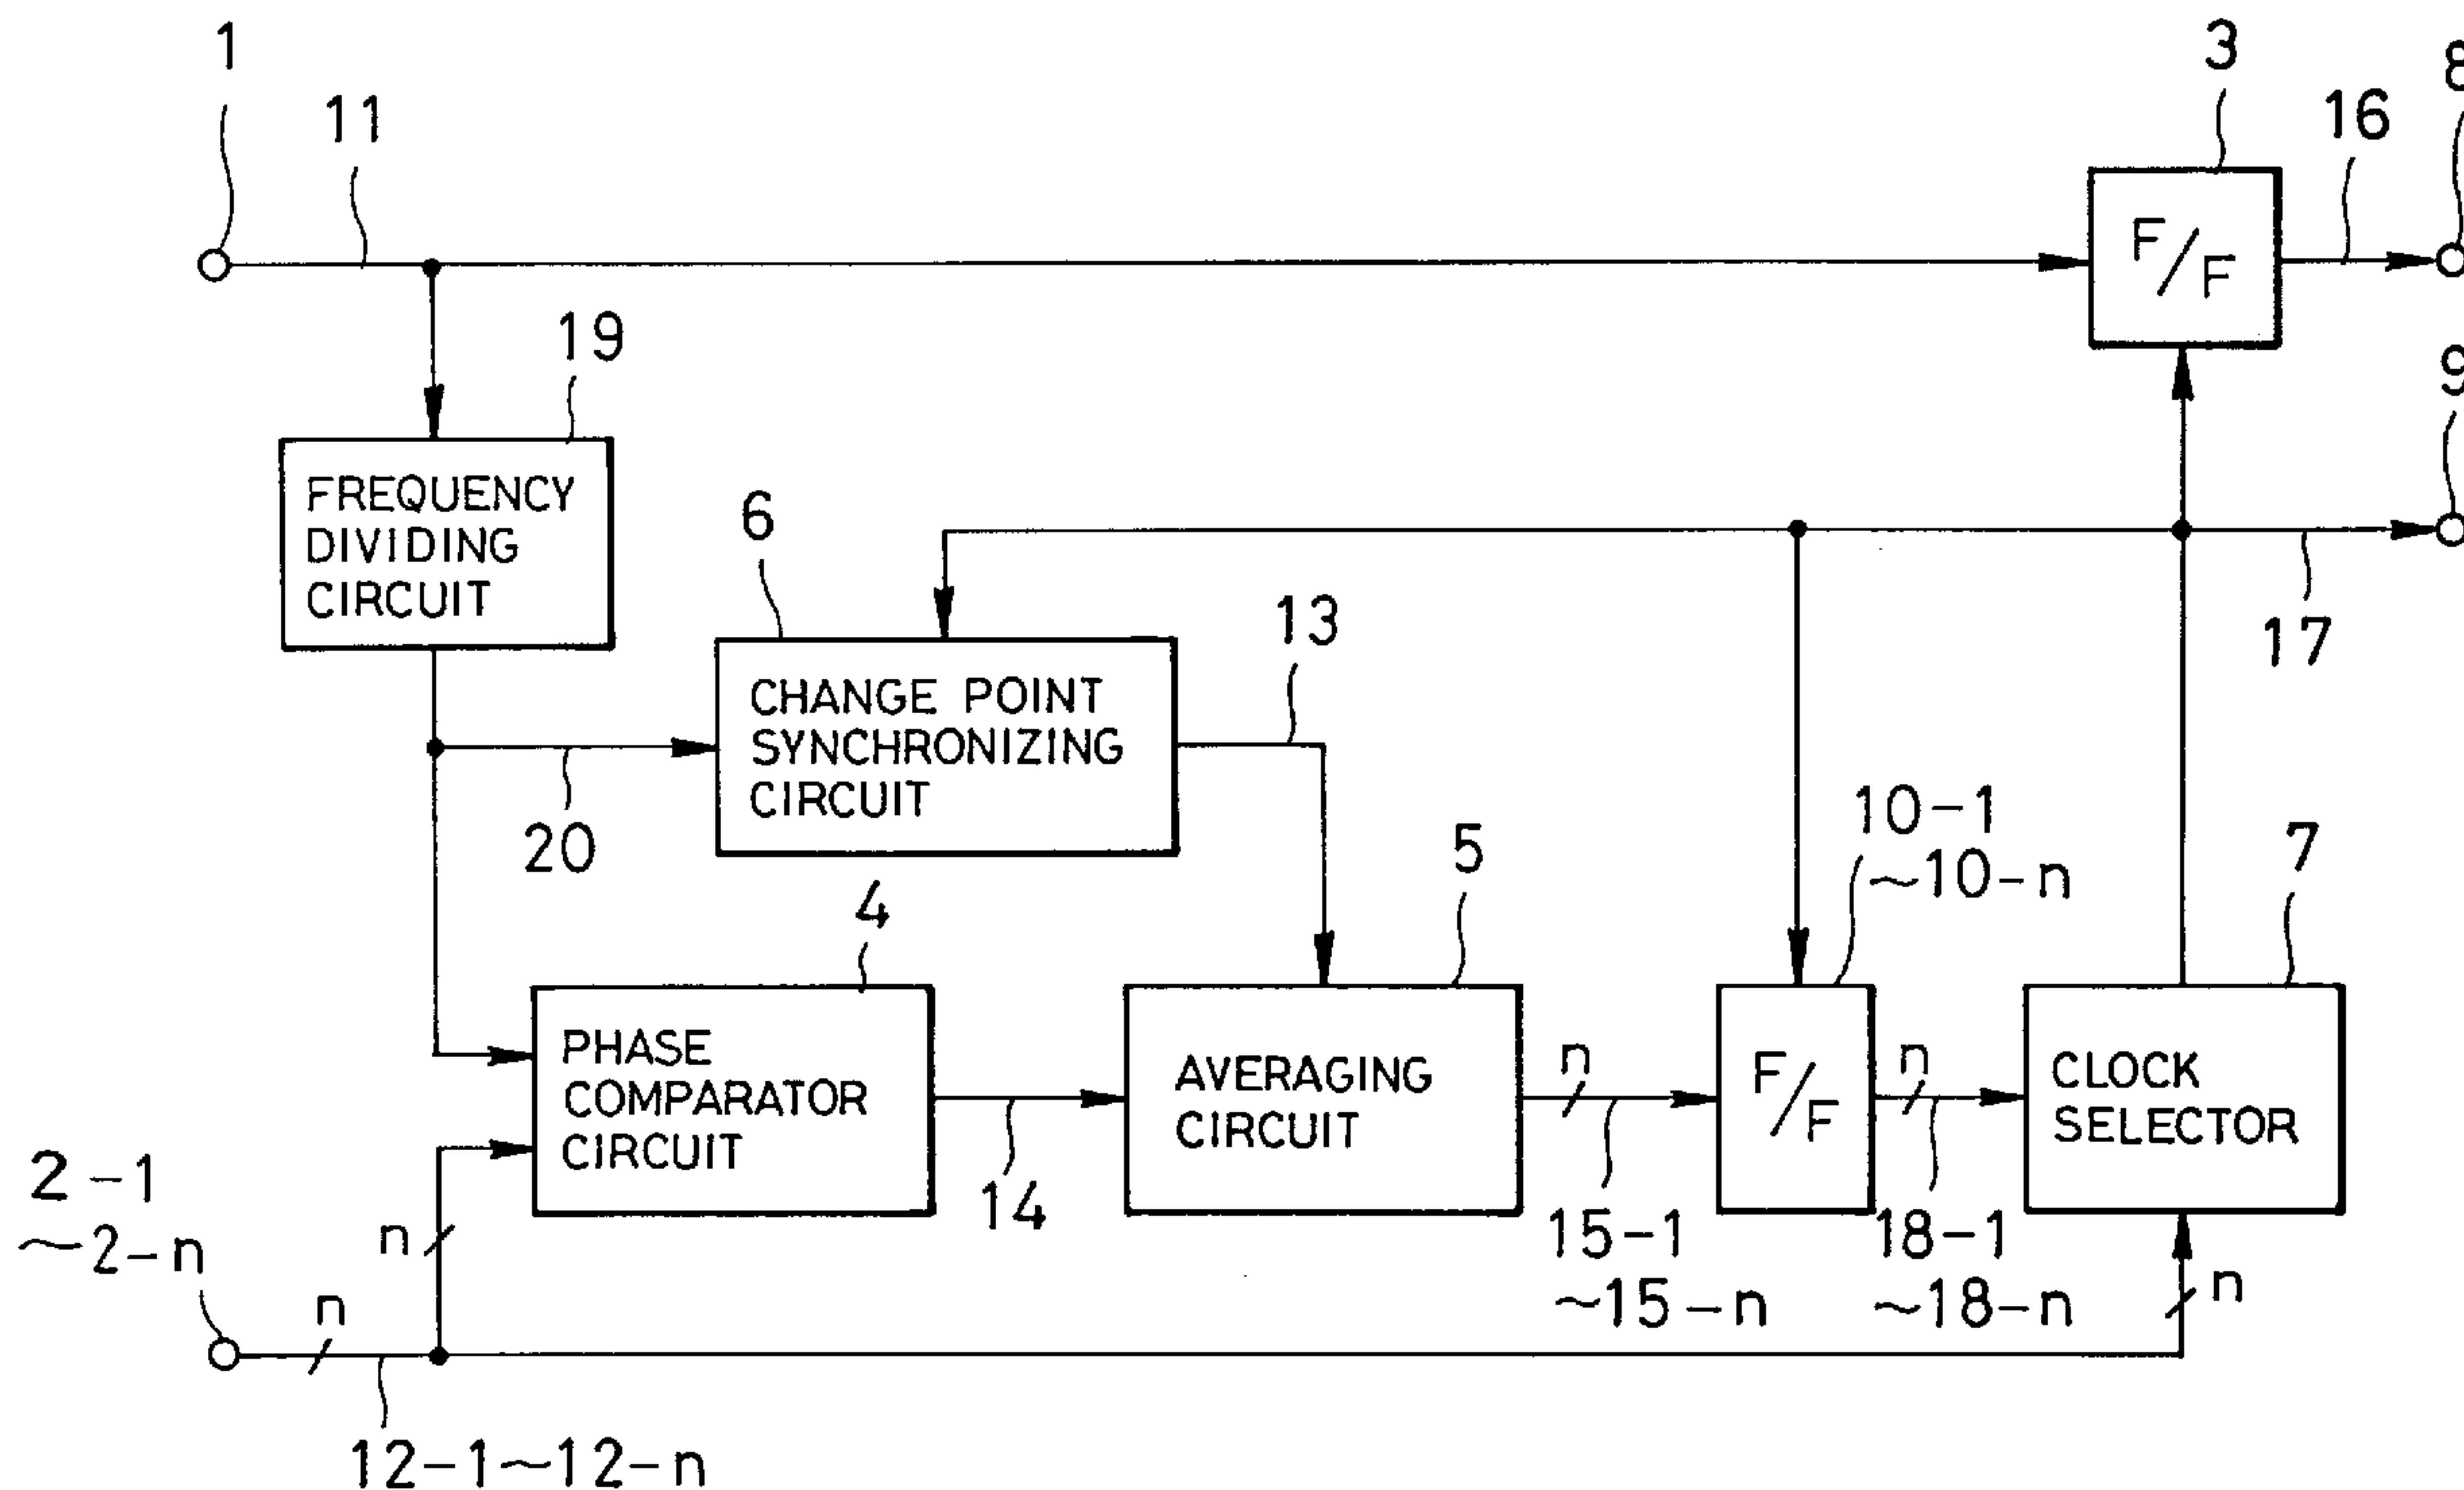 1
3
8
11
16
F/F
19
9
FREQUENCY
DIVIDING
CIRCUIT
6
13
17
CHANGE POINT
SYNCHRONIZING
CIRCUIT
20
10-1
~10-n
5
7
4
PHASE
COMPARATOR
CIRCUIT
AVERAGING
CIRCUIT
n
F/F
n
CLOCK
SELECTOR
14
2-1
~2-n
n
15-1
~15-n
18-1
~18-n
n
n
12-1~12-n